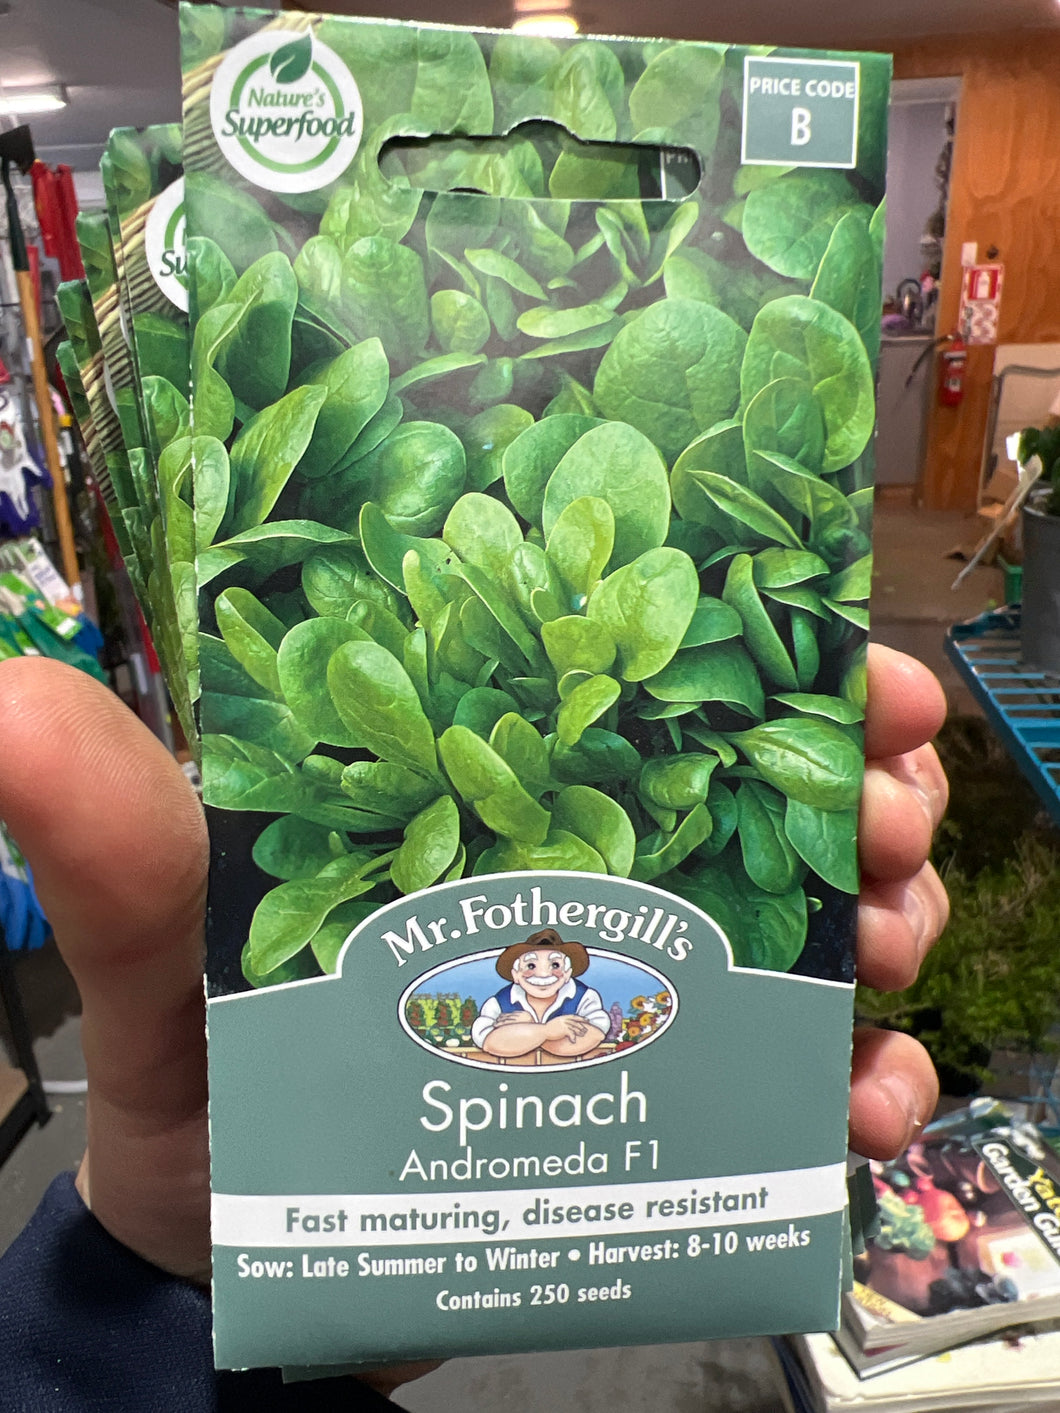 Nature's
Superfood
PRICE CODE
B
Su
Mr.Fothergill's
Spinach
Andromeda F1
Fast maturing, disease resistant
Sow: Late Summer to Winter • Harvest: 8-10 weeks
Contains 250 seeds
Garden